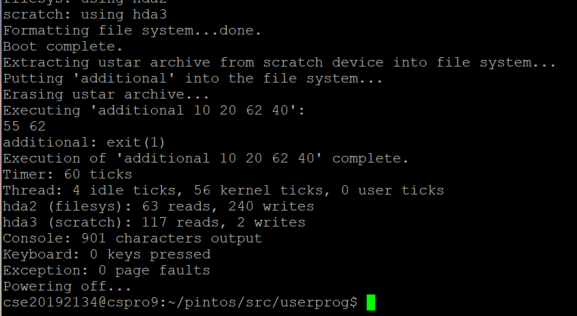 filesys: using hda2
scratch: using hda3
Formatting file system...done.
Boot complete.
Extracting ustar archive from scratch device into file system...
Putting 'additional' into the file system...
Erasing ustar archive...
Executing 'additional 10 20 62 40':
55 62
additional: exit(1)
Execution of 'additional 10 20 62 40' complete.
Timer: 60 ticks
Thread: 4 idle ticks, 56 kernel ticks, 0 user ticks
hda2 (filesys): 63 reads, 240 writes
hda3 (scratch): 117 reads, 2 writes
Console: 901 characters output
Keyboard: 0 keys pressed
Exception: 0 page faults
Powering off...
cse20192134@cspro9:~/pintos/src/userprog$